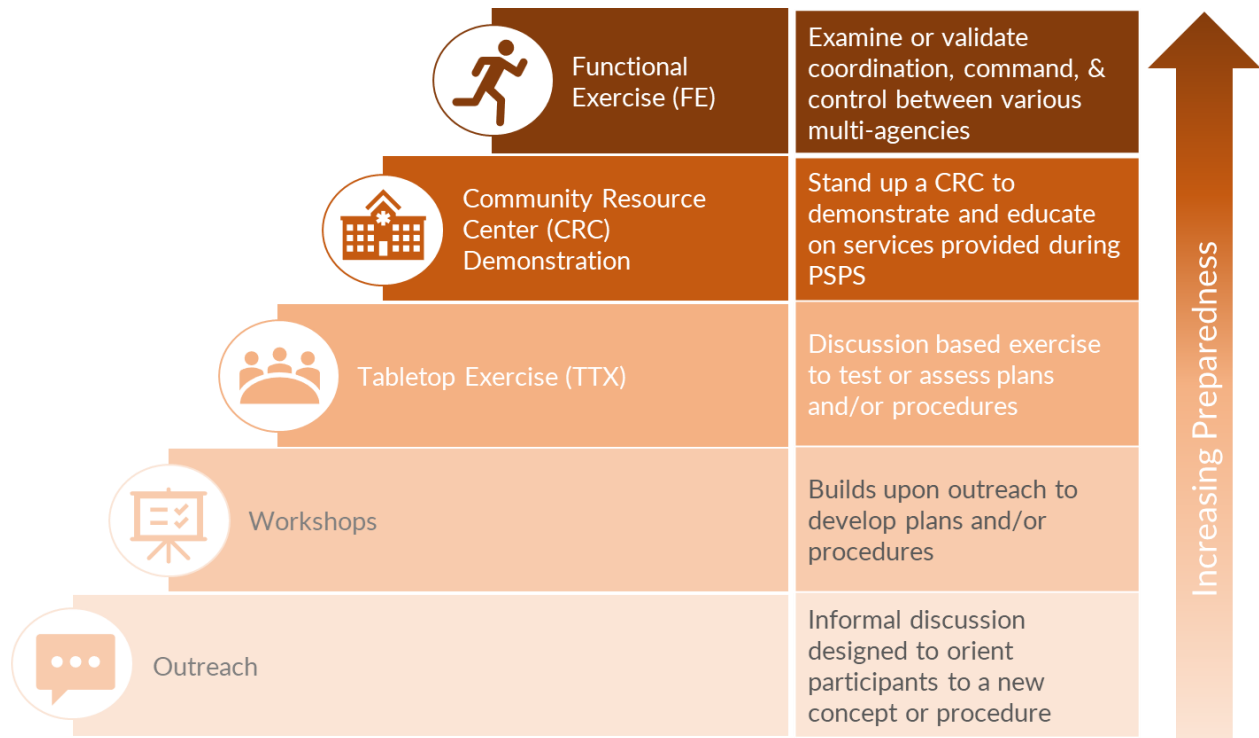 Functional
Exercise (FE)
Examine or validate
coordination, command, &
control between various
multi-agencies
Community Resource
Center (CRC)
Demonstration
Stand up a CRC to
demonstrate and educate
on services provided during
PSPS
Tabletop Exercise (TTX)
Discussion based exercise
to test or assess plans
and/or procedures
Workshops
Builds upon outreach to
develop plans and/or
procedures
Outreach
Informal discussion
designed to orient
participants to a new
concept or procedure
Increasing Preparedness